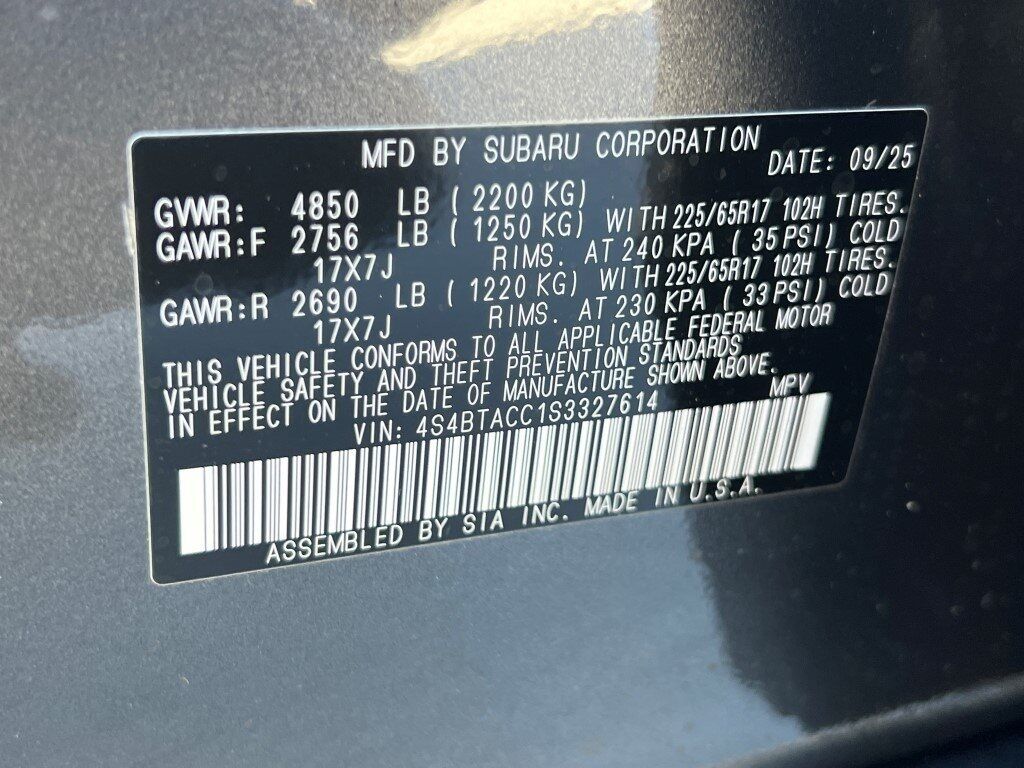 MFD BY SUBARU CORPORATION DATE: 09/25
GVWR: 4850 LB ( 2200 KG)
GAWR:F 2756 LB ( 1250 KG) WITH 225/65R17 102H TIRES.
17X7J RIMS. AT 240 KPA ( 35PSI) COLD
GAWR:R 2690 LB ( 1220 KG) WITH 225/65R17 102H TIRES.
17X7J RIMS. AT 230 KPA ( 33PSI) COLD
THIS VEHICLE CONFORMS TO ALL APPLICABLE FEDERAL MOTOR
VEHICLE SAFETY AND THEFT PREVENTION STANDARDS
IN EFFECT ON THE DATE OF MANUFACTURE SHOWN ABOVE.
VIN: 4S4BTACC1S3327614 MPV
ASSEMBLED BY SIA INC. MADE IN U.S.A.